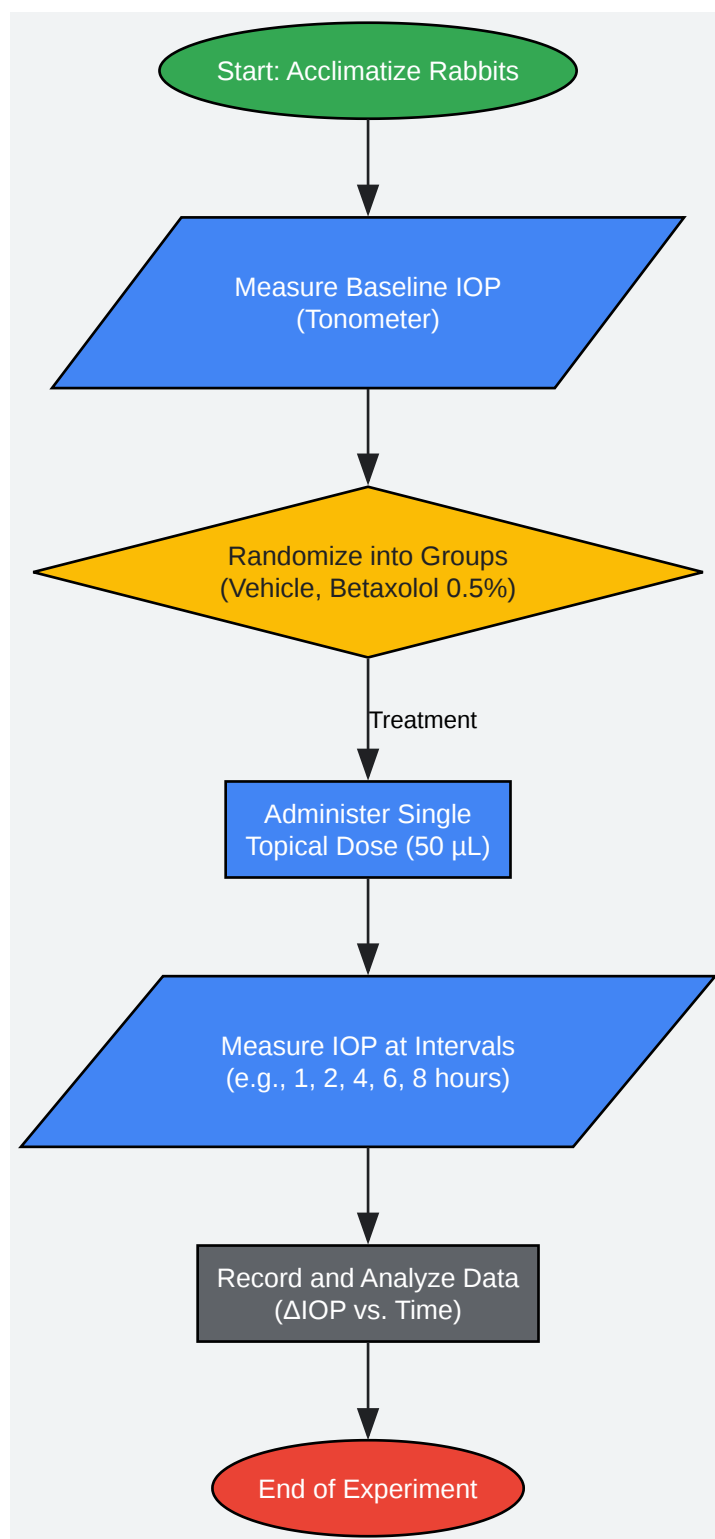 Start: Acclimatize Rabbits
Measure Baseline IOP
(Tonometer)
Randomize into Groups
(Vehicle, Betaxolol 0.5%)
Treatment
Administer Single
Topical Dose (50 µL)
Measure IOP at Intervals
(e.g., 1, 2, 4, 6, 8 hours)
Record and Analyze Data
(ΔIOP vs. Time)
End of Experiment